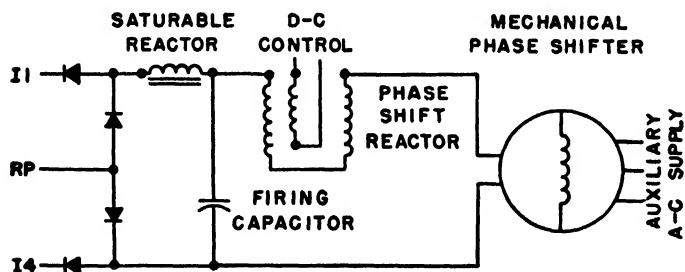 SATURABLE
REACTOR
D-C
CONTROL
MECHANICAL
PHASE SHIFTER
I1
PHASE
SHIFT
REACTOR
RP
FIRING
CAPACITOR
I4
AUXILIARY
A-C SUPPLY